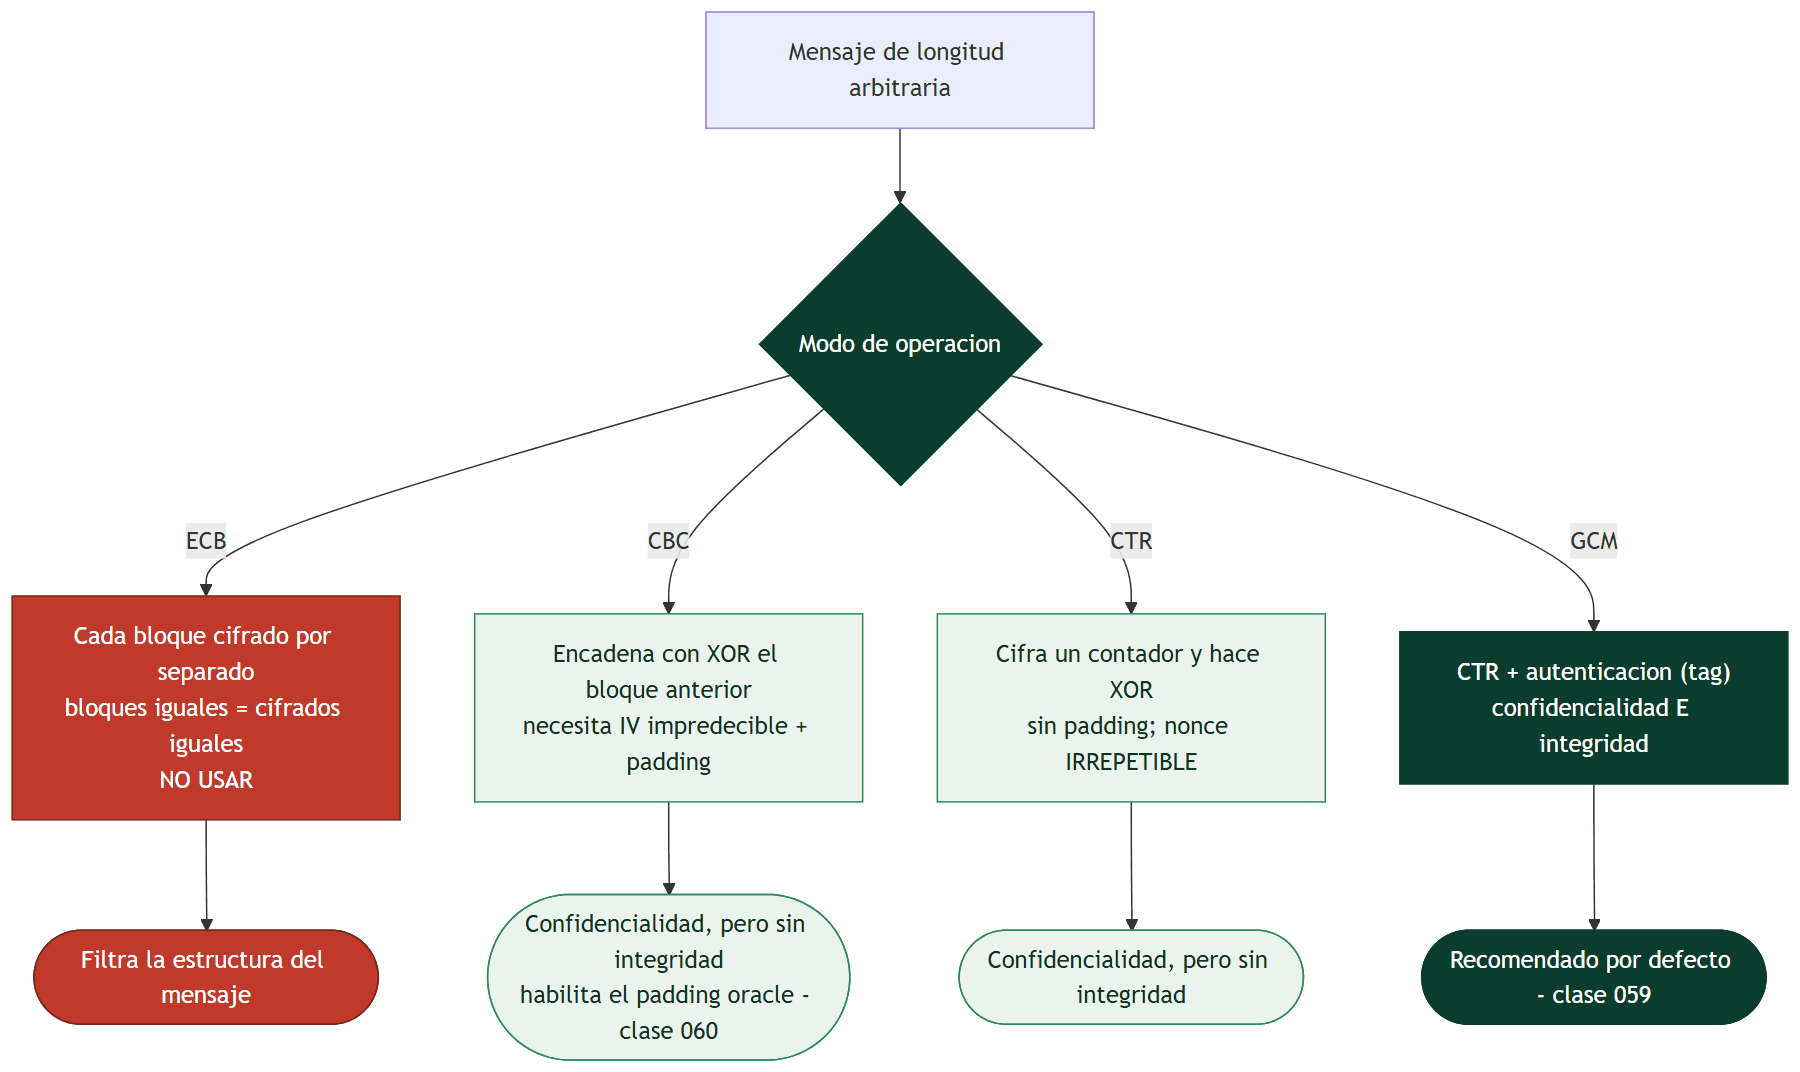 Mensaje de longitud
arbitraria
Modo de operacion
ECB
CBC
CTR
GCM
Cada bloque cifrado por
separado
bloques iguales = cifrados
iguales
NO USAR
Encadena con XOR el
bloque anterior
necesita IV impredecible +
padding
Cifra un contador y hace
XOR
sin padding; nonce
IRREPETIBLE
CTR + autenticacion (tag)
confidencialidad E
integridad
Filtra la estructura del
mensaje
Confidencialidad, pero sin
integridad
habilita el padding oracle -
clase 060
Confidencialidad, pero sin
integridad
Recomendado por defecto
- clase 059